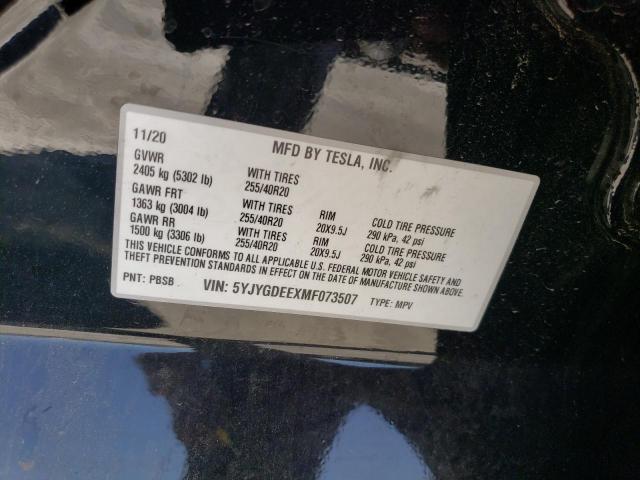 11/20 MFD BY TESLA, INC.
GVWR
2405 kg (5302 lb) WITH TIRES
255/40R20
GAWR FRT
1363 kg (3004 lb) WITH TIRES RIM COLD TIRE PRESSURE
255/40R20 20X9.5J 290 kPa, 42 psi
GAWR RR
1500 kg (3306 lb) WITH TIRES RIM COLD TIRE PRESSURE
255/40R20 20X9.5J 290 kPa, 42 psi
THIS VEHICLE CONFORMS TO ALL APPLICABLE U.S. FEDERAL MOTOR VEHICLE SAFETY AND
THEFT PREVENTION STANDARDS IN EFFECT ON THE DATE OF MANUFACTURE SHOWN ABOVE.
PNT: PBSB VIN: 5YJYGDEEXMF073507 TYPE: MPV